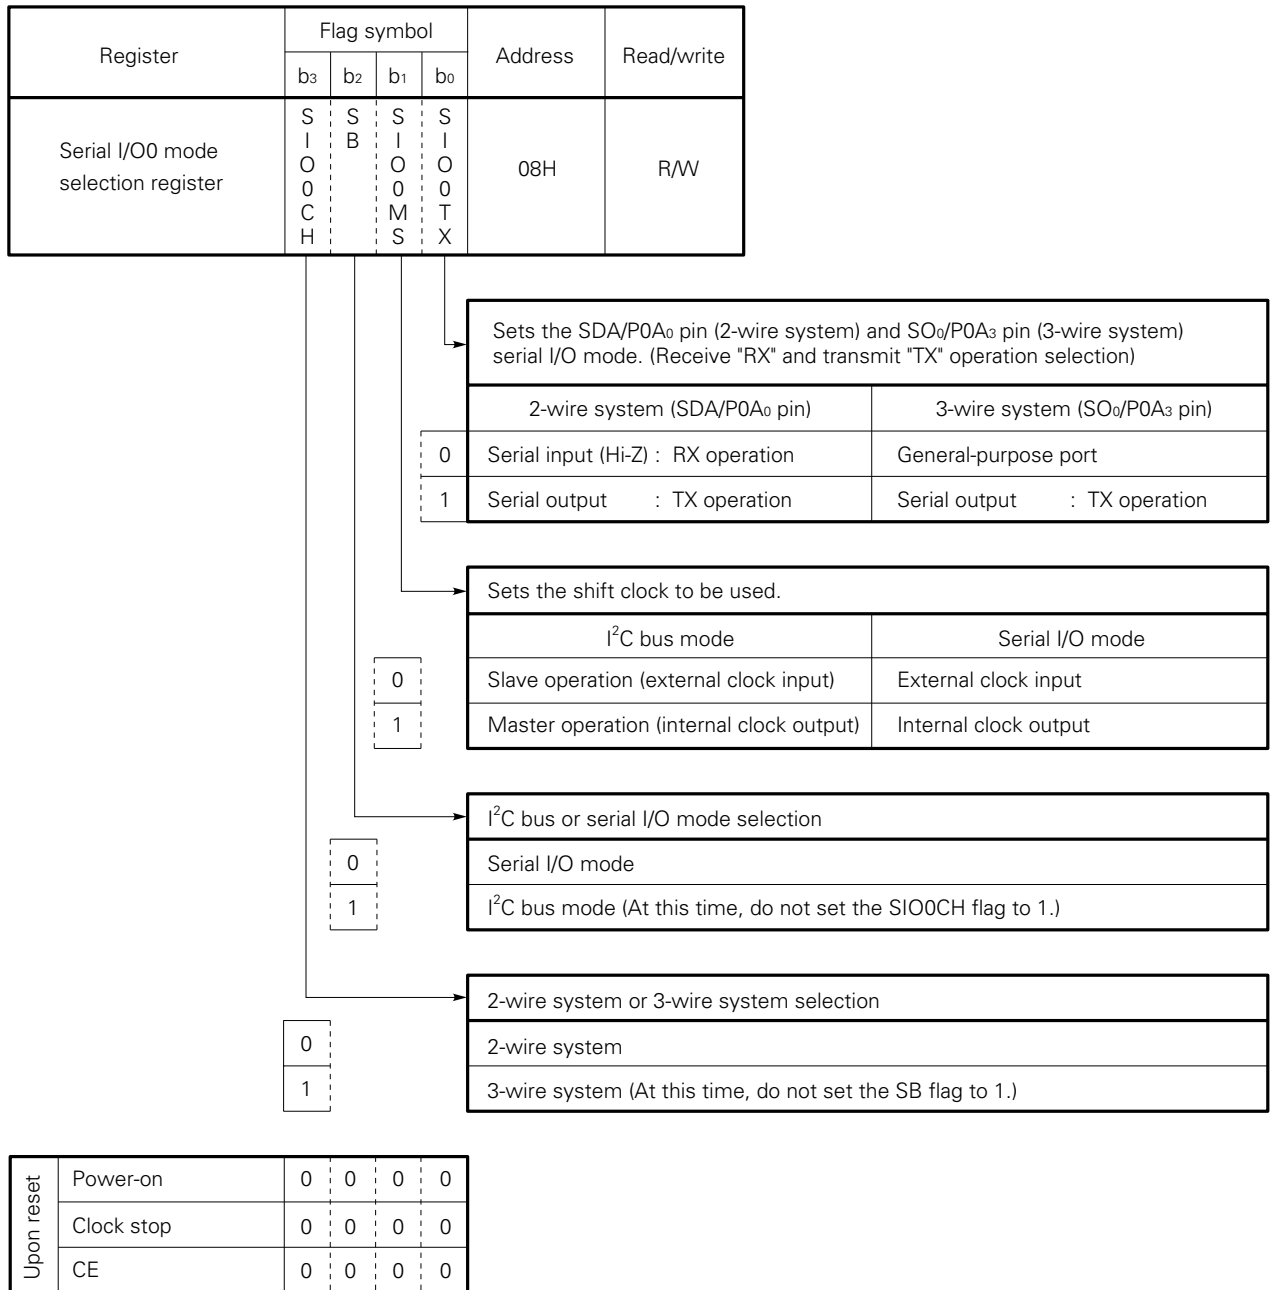 Register Flag symbol Address Read/write
b3 b2 b1 b0
Serial I/O0 mode selection register SIO0CH SB SIO0MS SIO0TX 08H R/W
Sets the SDA/P0A0 pin (2-wire system) and SO0/P0A3 pin (3-wire system)
serial I/O mode. (Receive "RX" and transmit "TX" operation selection)
2-wire system (SDA/P0A0 pin) 3-wire system (SO0/P0A3 pin)
0 Serial input (Hi-Z) : RX operation General-purpose port
1 Serial output : TX operation Serial output : TX operation
Sets the shift clock to be used.
I²C bus mode Serial I/O mode
0 Slave operation (external clock input) External clock input
1 Master operation (internal clock output) Internal clock output
I²C bus or serial I/O mode selection
0 Serial I/O mode
1 I²C bus mode (At this time, do not set the SIO0CH flag to 1.)
2-wire system or 3-wire system selection
0 2-wire system
1 3-wire system (At this time, do not set the SB flag to 1.)
Upon reset
Power-on 0 0 0 0
Clock stop 0 0 0 0
CE 0 0 0 0